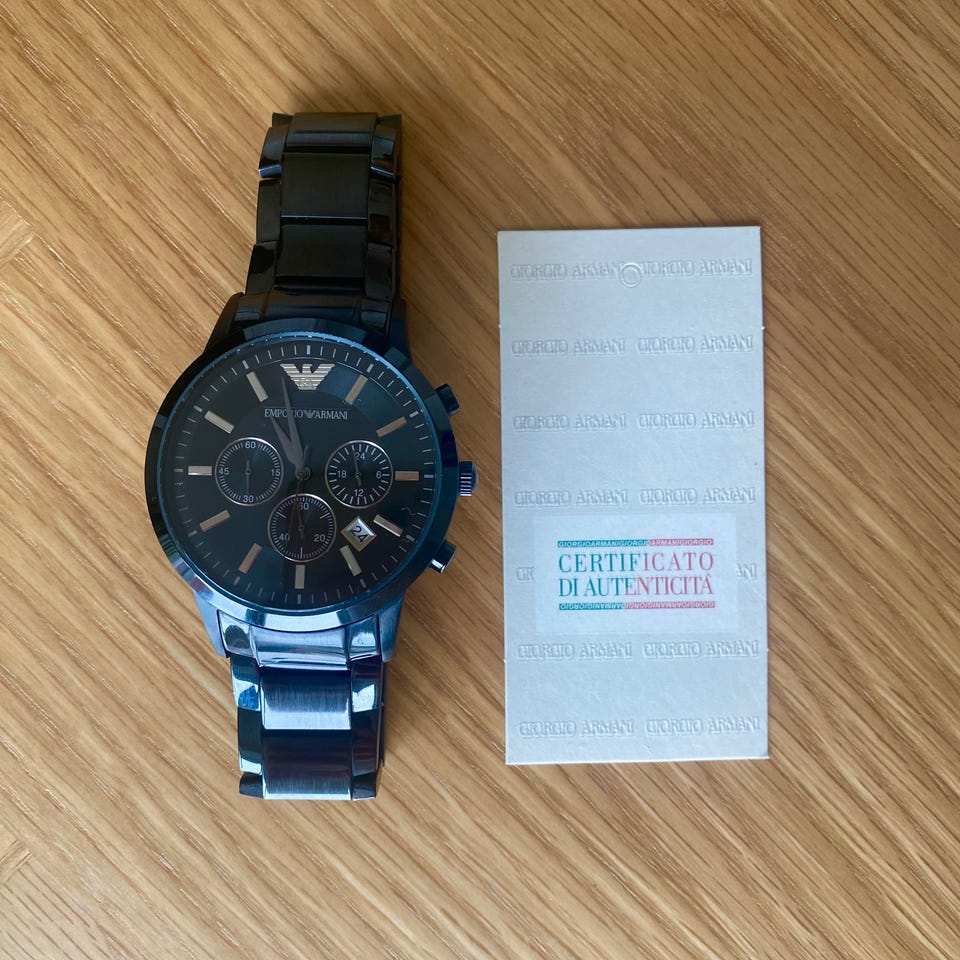 EMPORIO ARMANI
60
45
15
30
24
18
6
12
60
40
20
24
GIORGIO ARMANI GIORGIO ARMANI
GIORGIO ARMANI GIORGIO ARMANI
GIORGIO ARMANI GIORGIO ARMANI
GIORGIO ARMANI GIORGIO ARMANI
GIORGIOARMANIGIORGIOARMANIGIORGIO
CERTIFICATO
DI AUTENTICITÁ
GIORGIOARMANIGIORGIOARMANIGIORGIO
GIORGIO ARMANI GIORGIO ARMANI
GIORGIO ARMANI GIORGIO ARMANI